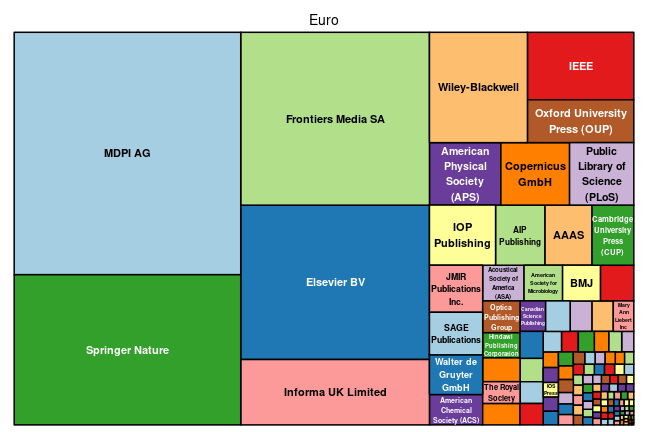 Euro
MDPI AG
Springer Nature
Frontiers Media SA
Elsevier BV
Informa UK Limited
Wiley-Blackwell
IEEE
Oxford University
Press (OUP)
American
Physical
Society
(APS)
Copernicus
GmbH
Public
Library of
Science
(PLoS)
IOP
Publishing
AIP
Publishing
AAAS
Cambridge
University
Press
(CUP)
JMIR
Publications
Inc.
Acoustical
Society of
America
(ASA)
American
Society for
Microbiology
BMJ
SAGE
Publications
Optica
Publishing
Group
Canadian
Science
Publishing
Mary
Ann
Liebert
Inc
Hindawi
Publishing
Corporation
Walter de
Gruyter
GmbH
The Royal
Society
IOS
Press
American
Chemical
Society (ACS)